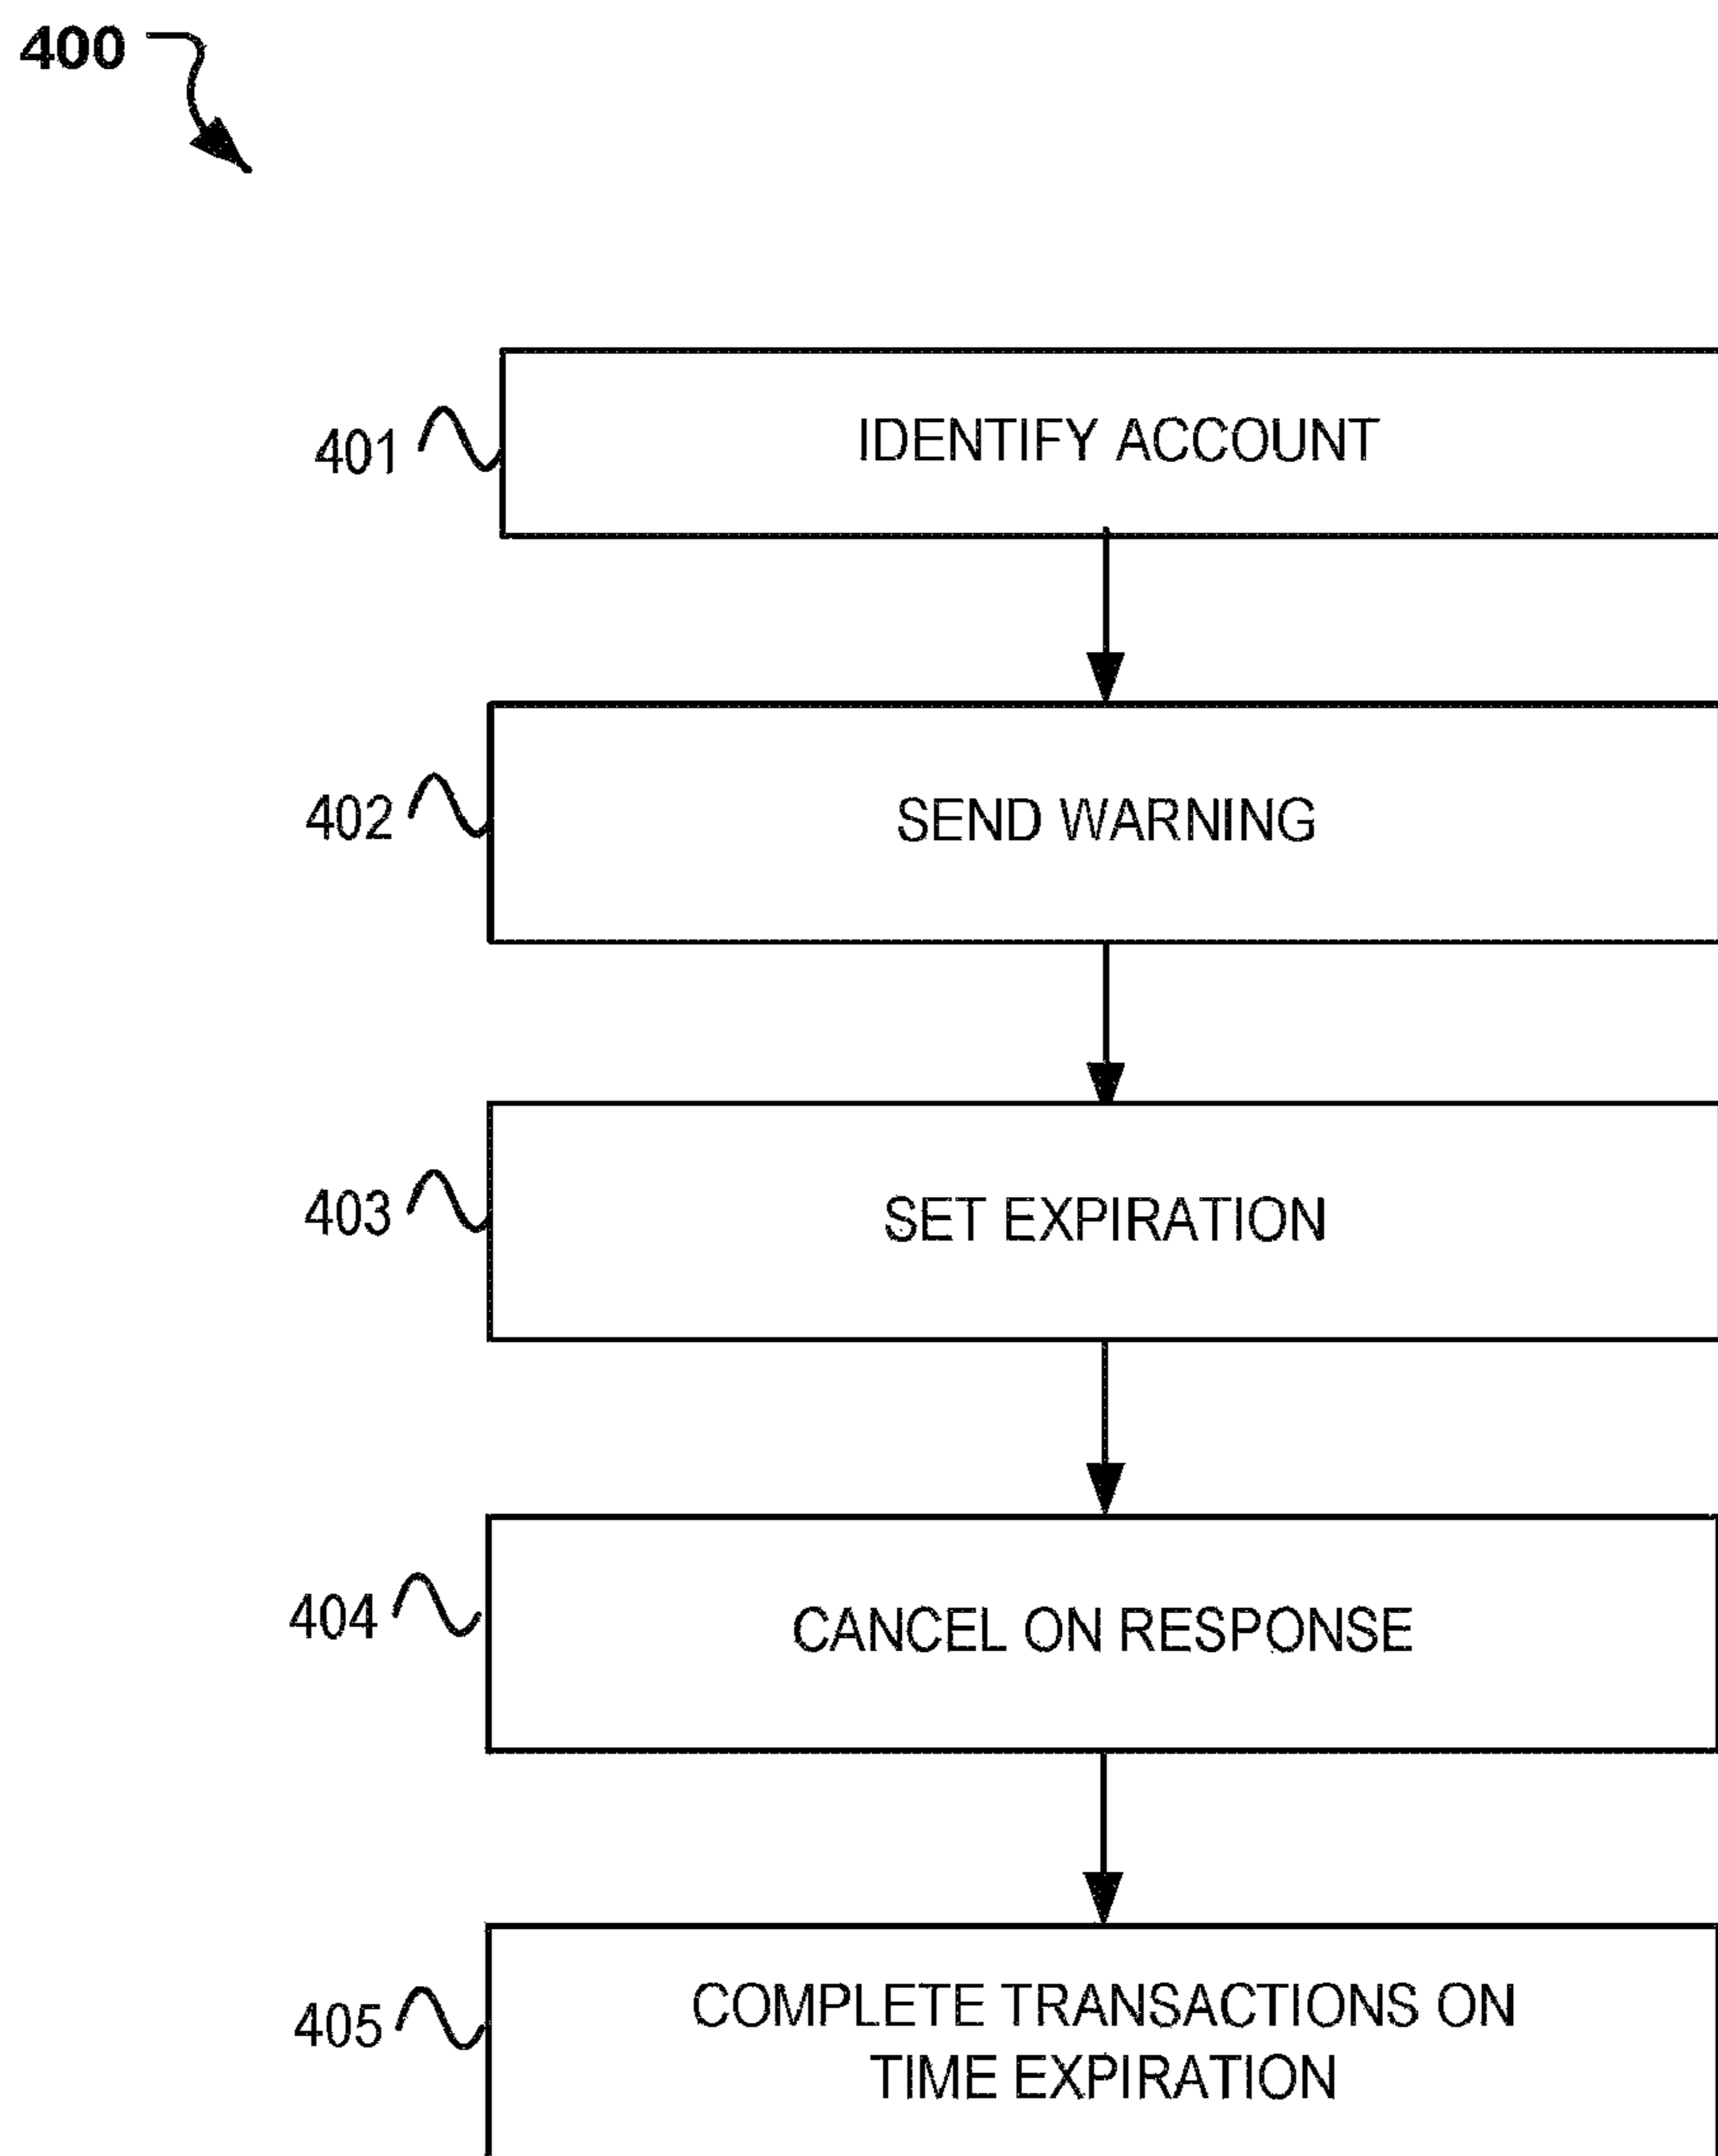 400
401
IDENTIFY ACCOUNT
402
SEND WARNING
403
SET EXPIRATION
404
CANCEL ON RESPONSE
405
COMPLETE TRANSACTIONS ON
TIME EXPIRATION